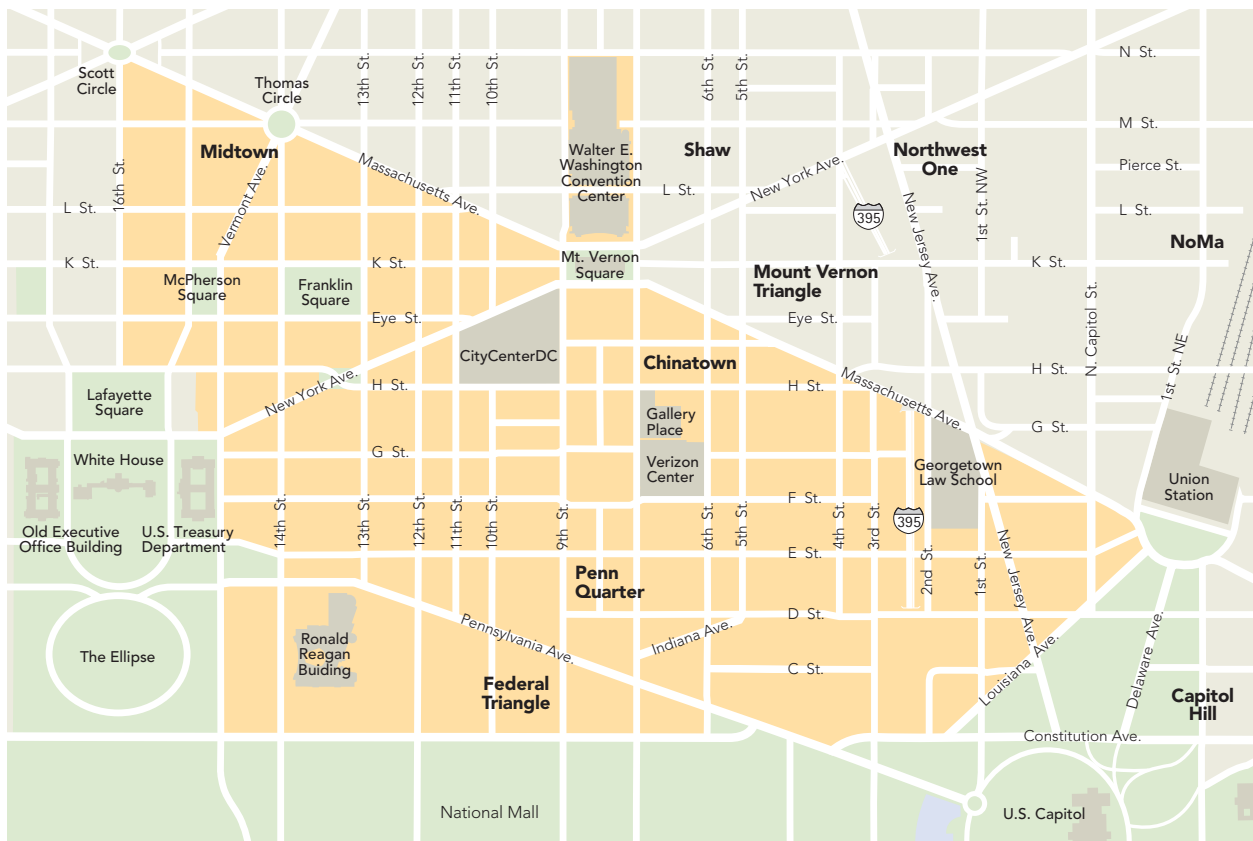 N St.
Scott
Circle
Thomas
Circle
13th St.
12th St.
11th St.
10th St.
6th St.
5th St.
M St.
Midtown
Walter E.
Washington
Convention
Center
Shaw
Northwest
One
Pierce St.
16th St.
Vermont Ave.
Massachusetts Ave.
L St.
New York Ave.
395
New Jersey Ave.
1st St. NW
L St.
L St.
NoMa
K St.
K St.
Mt. Vernon
Square
K St.
McPherson
Square
Franklin
Square
Mount Vernon
Triangle
N. Capitol St.
Eye St.
Eye St.
CityCenterDC
Chinatown
1st St. NE
H St.
New York Ave.
H St.
H St.
Massachusetts Ave.
Lafayette
Square
Gallery
Place
G St.
G St.
White House
Verizon
Center
Georgetown
Law School
Union
Station
F St.
Old Executive
Office Building
U.S. Treasury
Department
14th St.
13th St.
12th St.
11th St.
10th St.
9th St.
6th St.
5th St.
4th St.
3rd St.
395
2nd St.
1st St.
New Jersey Ave.
E St.
Penn
Quarter
D St.
Pennsylvania Ave.
Indiana Ave.
Ronald
Reagan
Buiding
The Ellipse
C St.
Louisiana Ave.
Delaware Ave.
Federal
Triangle
Capitol
Hill
Constitution Ave.
National Mall
U.S. Capitol